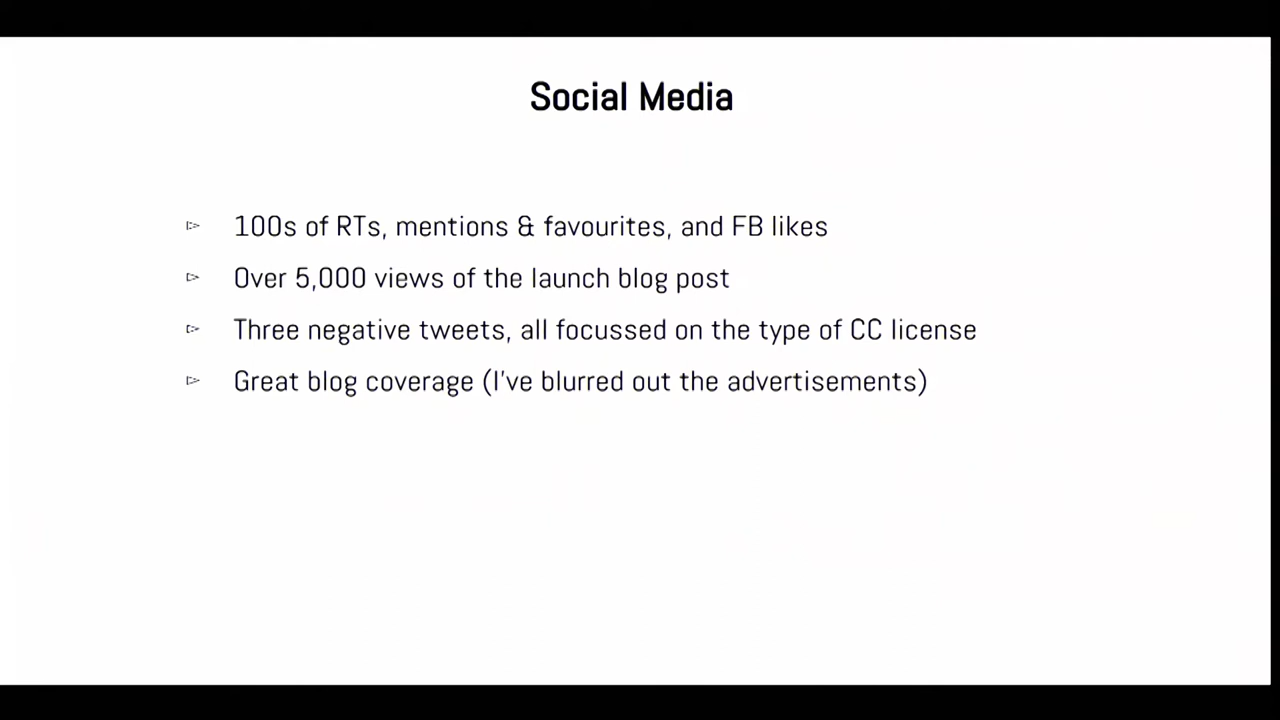 Social Media
▻ 100s of RTs, mentions & favourites, and FB likes
▻ Over 5,000 views of the launch blog post
▻ Three negative tweets, all focussed on the type of CC license
▻ Great blog coverage (I've blurred out the advertisements)